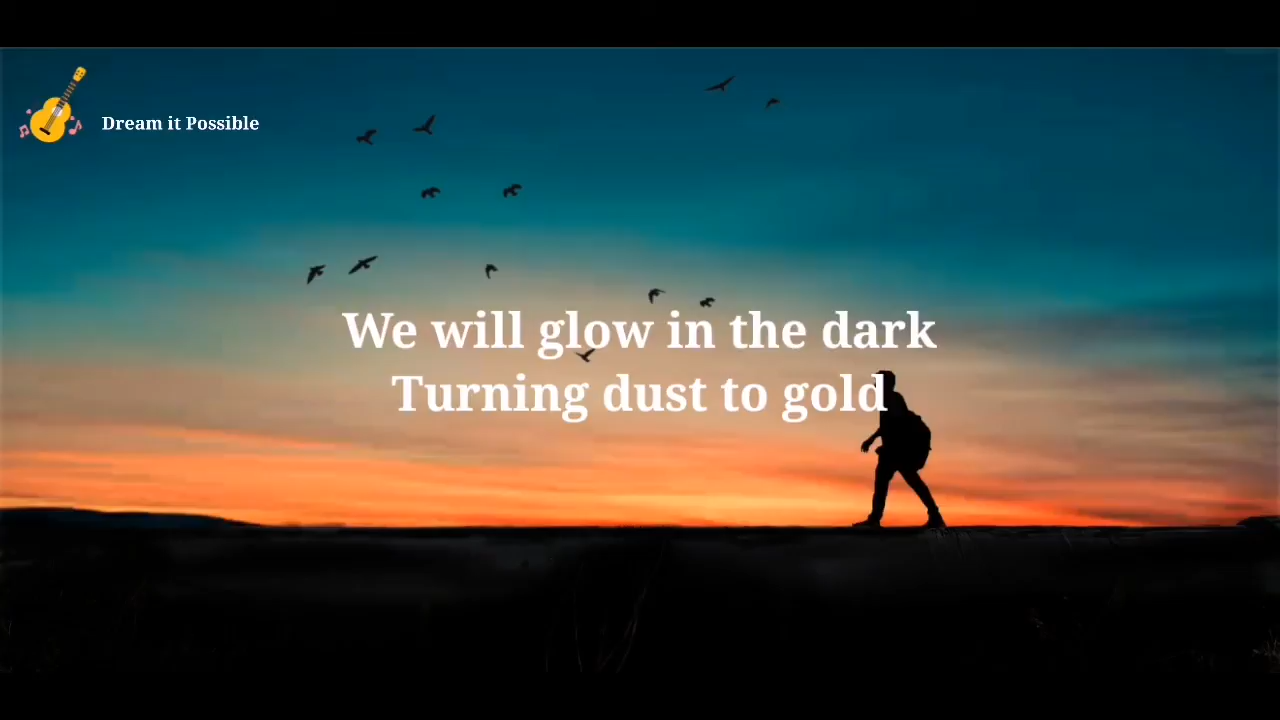 Dream it Possible
We will glow in the dark
Turning dust to gold